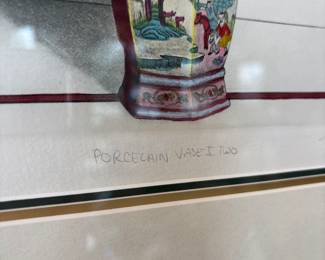 PORCELAIN VASE I TWO